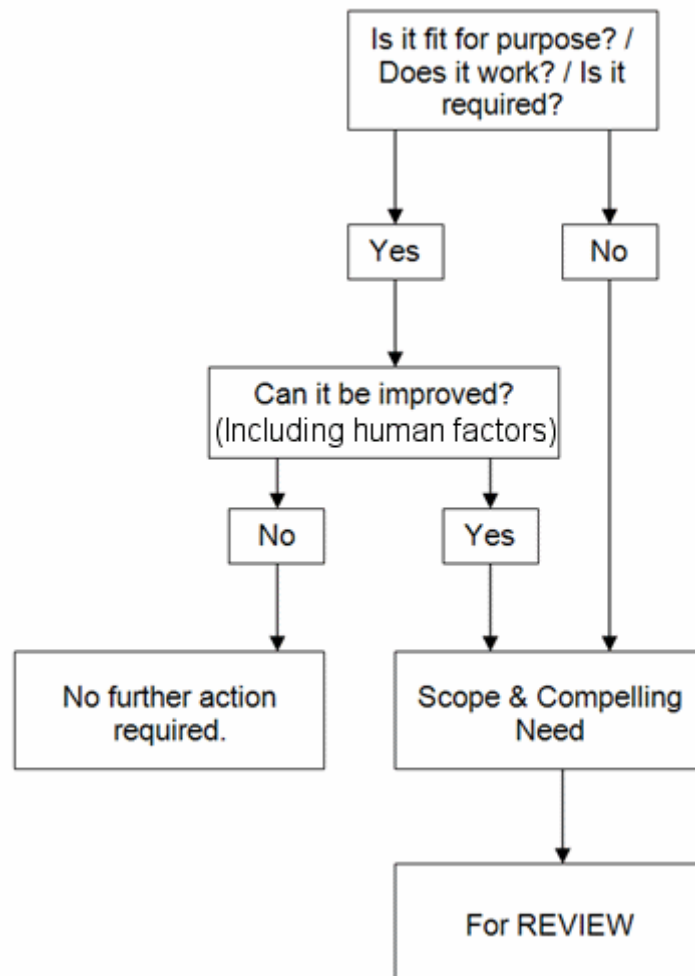 Is it fit for purpose? /
Does it work? / Is it
required?
Yes
No
Can it be improved?
(Including human factors)
No
Yes
No further action
required.
Scope & Compelling
Need
For REVIEW